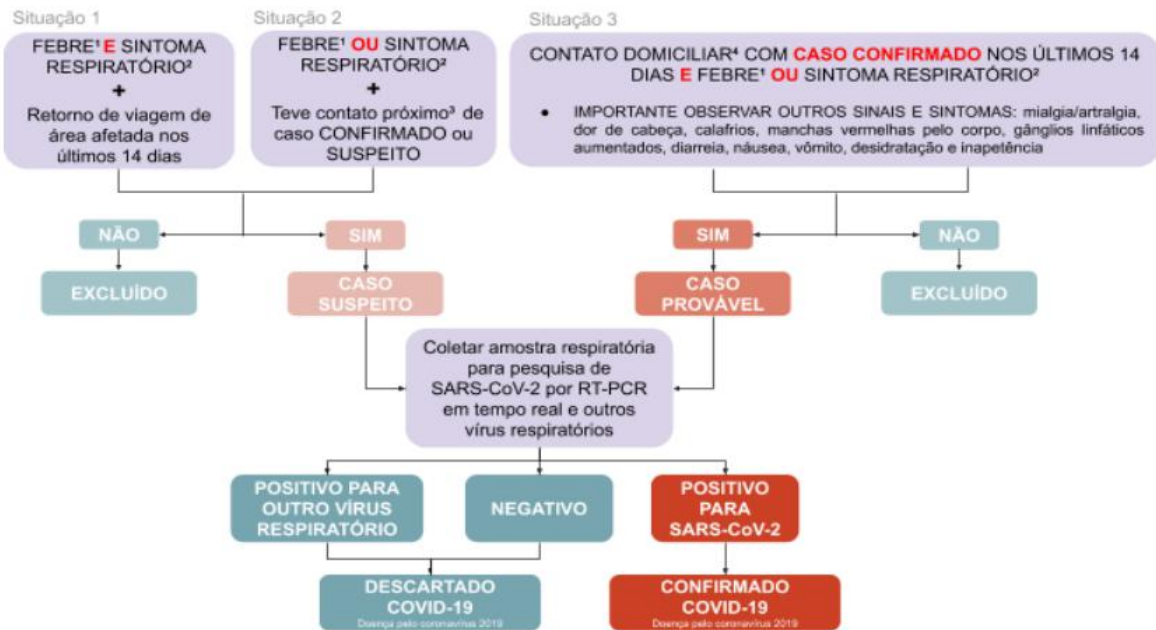 Situação 1
FEBRE¹ E SINTOMA
RESPIRATÓRIO²
+
Retorno de viagem de
área afetada nos
últimos 14 dias
Situação 2
FEBRE¹ OU SINTOMA
RESPIRATÓRIO²
+
Teve contato próximo³ de
caso CONFIRMADO ou
SUSPEITO
Situação 3
CONTATO DOMICILIAR⁴ COM CASO CONFIRMADO NOS ÚLTIMOS 14
DIAS E FEBRE¹ OU SINTOMA RESPIRATÓRIO²
• IMPORTANTE OBSERVAR OUTROS SINAIS E SINTOMAS: mialgia/artralgia,
dor de cabeça, calafrios, manchas vermelhas pelo corpo, gânglios linfáticos
aumentados, diarreia, náusea, vômito, desidratação e inapetência
NÃO
SIM
SIM
NÃO
EXCLUÍDO
CASO
SUSPEITO
CASO
PROVÁVEL
EXCLUÍDO
Coletar amostra respiratória
para pesquisa de
SARS-CoV-2 por RT-PCR
em tempo real e outros
vírus respiratórios
POSITIVO PARA
OUTRO VÍRUS
RESPIRATÓRIO
NEGATIVO
POSITIVO
PARA
SARS-CoV-2
DESCARTADO
COVID-19
Doença pelo coronavírus 2019
CONFIRMADO
COVID-19
Doença pelo coronavírus 2019